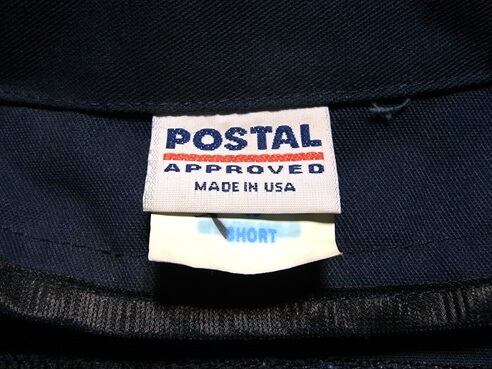 POSTAL
APPROVED
MADE IN USA
SHORT